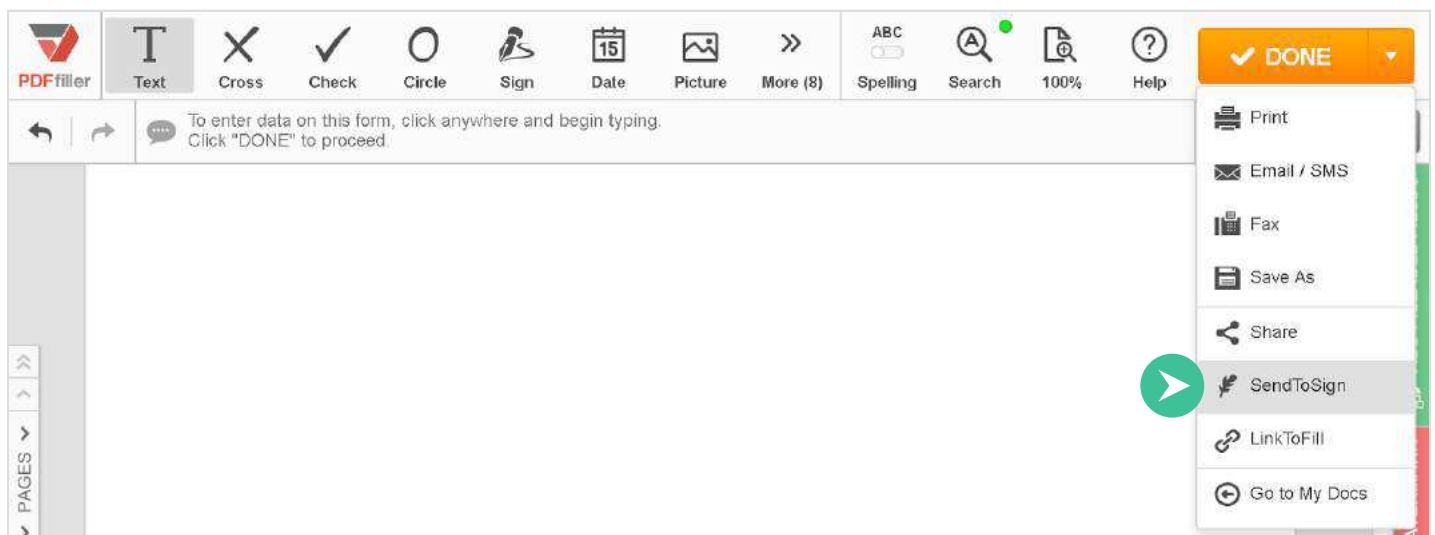 PDFfiller
T
Text
Cross
Check
Circle
Sign
15
Date
Picture
More (8)
ABC
Spelling
A
Search
100%
?
Help
DONE
To enter data on this form, click anywhere and begin typing.
Click "DONE" to proceed.
Print
Email / SMS
Fax
Save As
Share
SendToSign
LinkToFill
Go to My Docs
PAGES